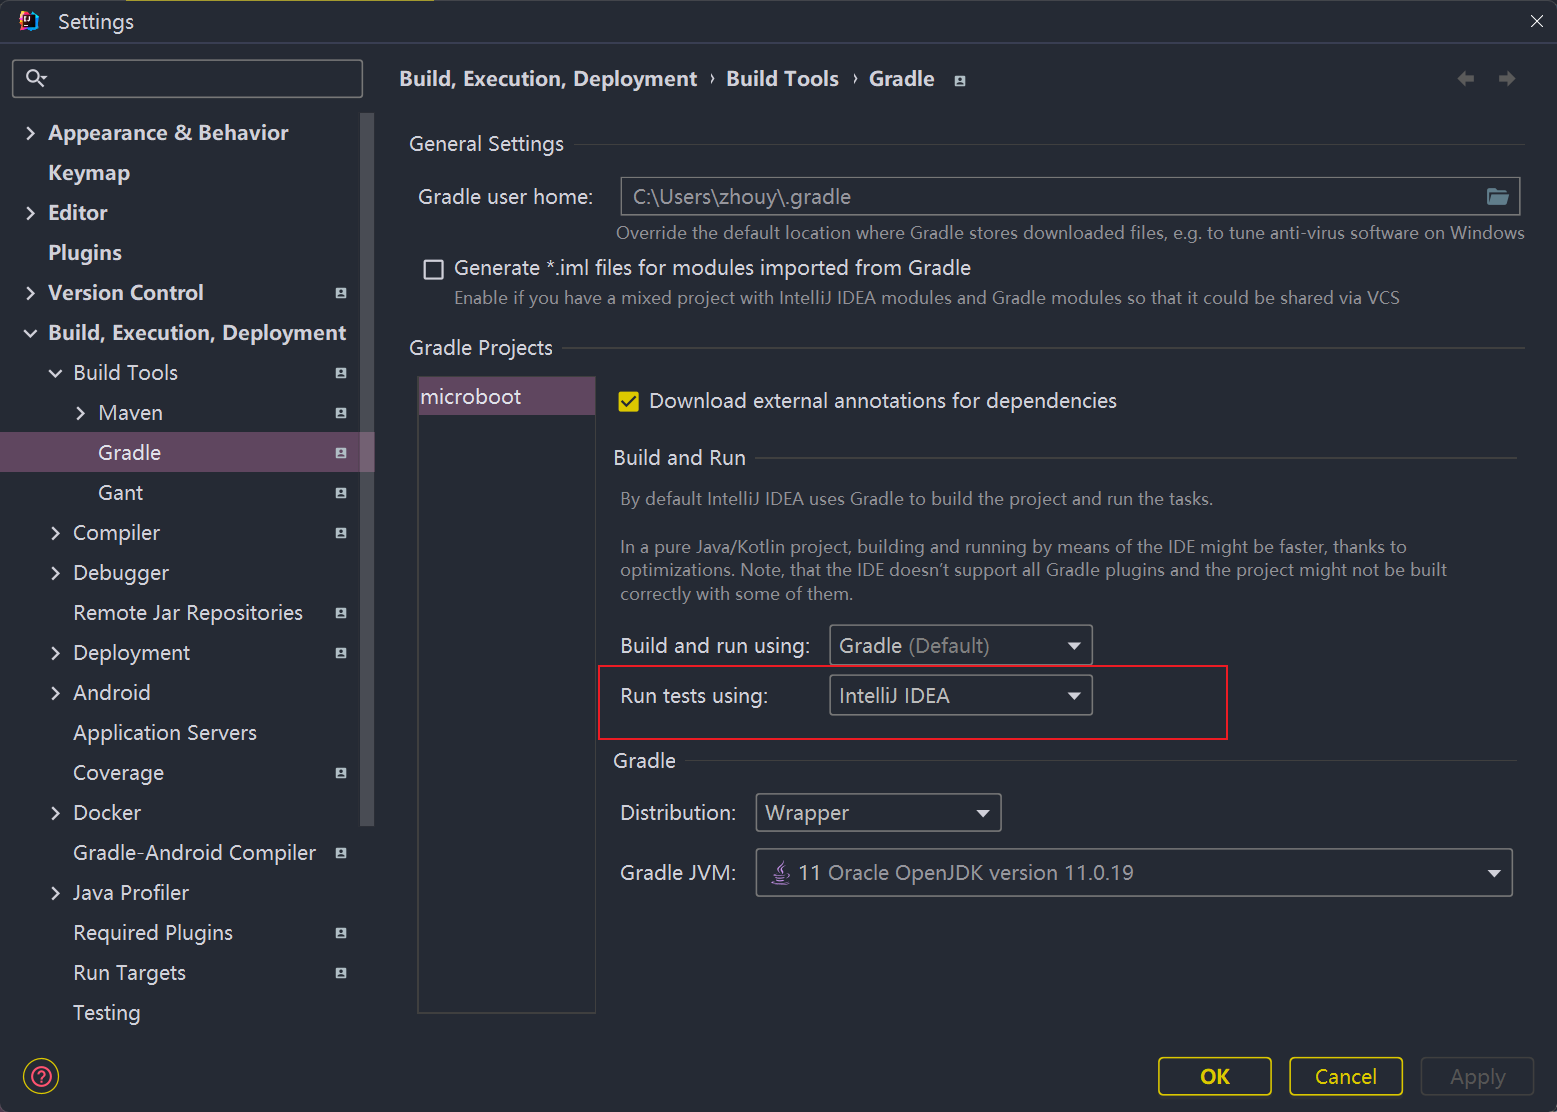 Settings
Build, Execution, Deployment › Build Tools › Gradle
Appearance & Behavior
Keymap
Editor
Plugins
Version Control
Build, Execution, Deployment
Build Tools
Maven
Gradle
Gant
Compiler
Debugger
Remote Jar Repositories
Deployment
Android
Application Servers
Coverage
Docker
Gradle-Android Compiler
Java Profiler
Required Plugins
Run Targets
Testing
General Settings
Gradle user home: C:\Users\zhouy\.gradle
Override the default location where Gradle stores downloaded files, e.g. to tune anti-virus software on Windows
Generate *.iml files for modules imported from Gradle
Enable if you have a mixed project with IntelliJ IDEA modules and Gradle modules so that it could be shared via VCS
Gradle Projects
microboot
Download external annotations for dependencies
Build and Run
By default IntelliJ IDEA uses Gradle to build the project and run the tasks.
In a pure Java/Kotlin project, building and running by means of the IDE might be faster, thanks to
optimizations. Note, that the IDE doesn't support all Gradle plugins and the project might not be built
correctly with some of them.
Build and run using: Gradle (Default)
Run tests using: IntelliJ IDEA
Gradle
Distribution: Wrapper
Gradle JVM: 11 Oracle OpenJDK version 11.0.19
?
OK
Cancel
Apply